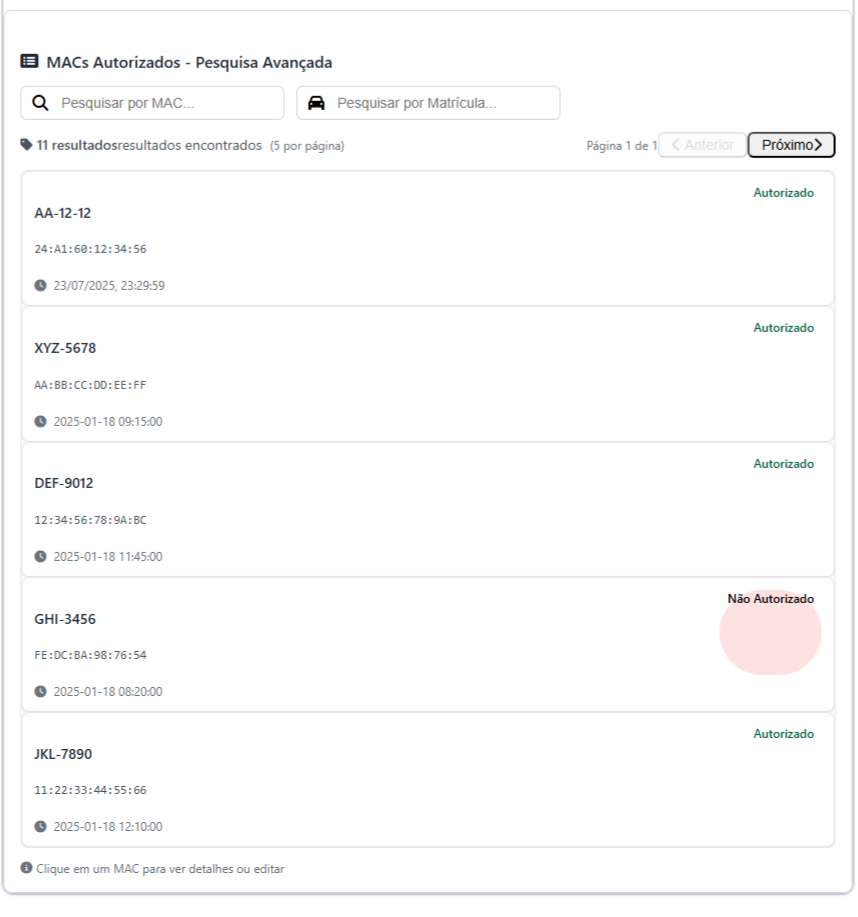 MACs Autorizados - Pesquisa Avançada
Pesquisar por MAC... Pesquisar por Matrícula...
11 resultadosresultados encontrados (5 por página) Página 1 de 1 Anterior Próximo
Autorizado
AA-12-12
24:A1:60:12:34:56
23/07/2025, 23:29:59
Autorizado
XYZ-5678
AA:BB:CC:DD:EE:FF
2025-01-18 09:15:00
Autorizado
DEF-9012
12:34:56:78:9A:BC
2025-01-18 11:45:00
Não Autorizado
GHI-3456
FE:DC:BA:98:76:54
2025-01-18 08:20:00
Autorizado
JKL-7890
11:22:33:44:55:66
2025-01-18 12:10:00
Clique em um MAC para ver detalhes ou editar